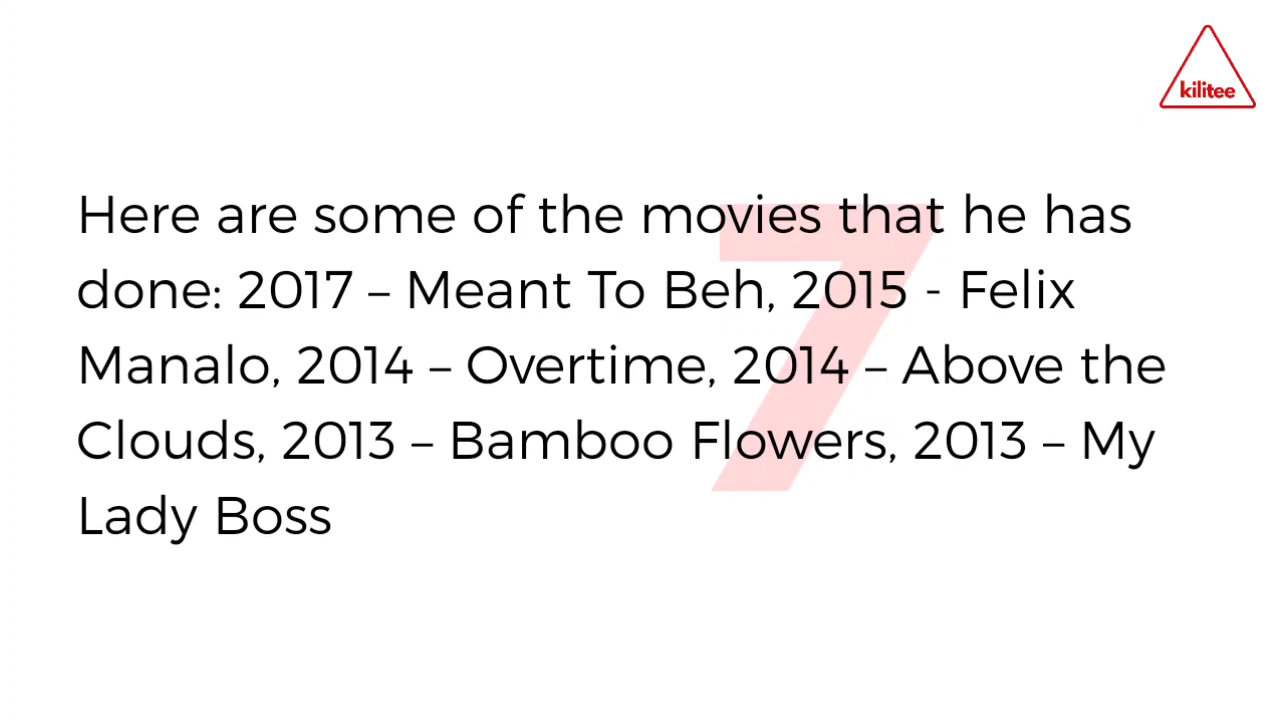 kilitee
7
Here are some of the movies that he has
done: 2017 – Meant To Beh, 2015 - Felix
Manalo, 2014 – Overtime, 2014 – Above the
Clouds, 2013 – Bamboo Flowers, 2013 – My
Lady Boss